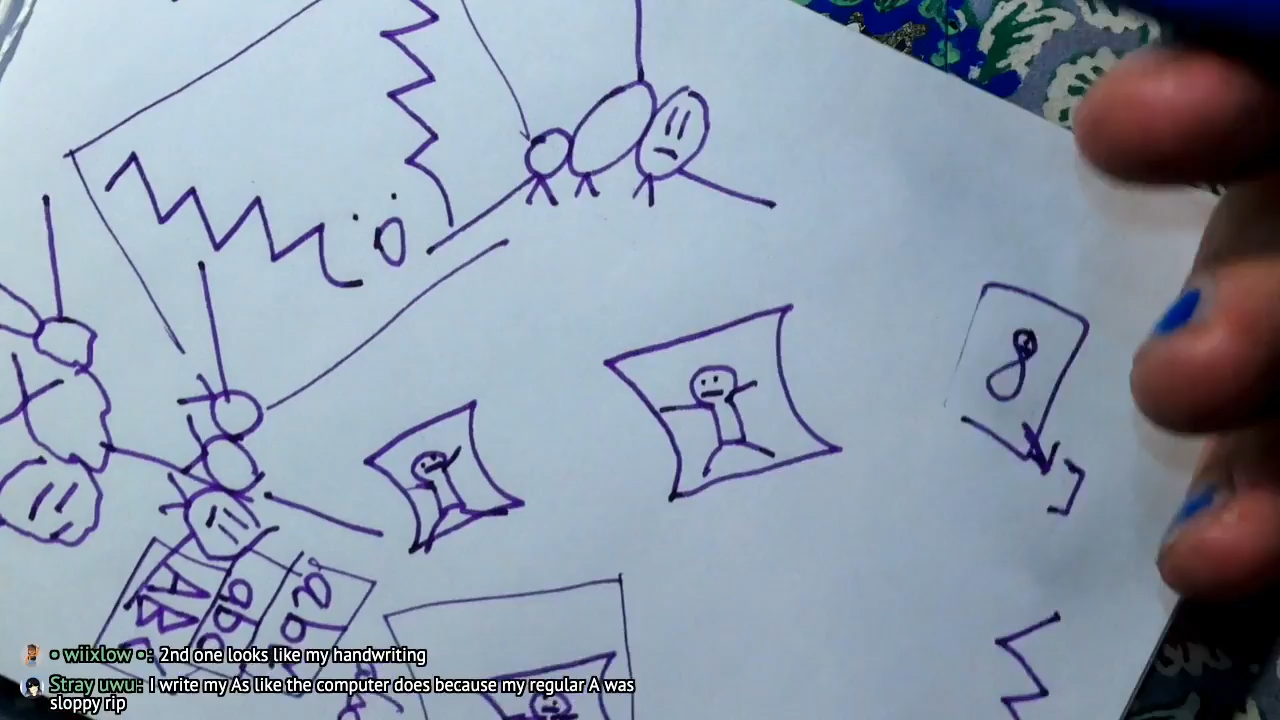 8
• wiixlow •: 2nd one looks like my handwriting
Stray uwu: I write my As like the computer does because my regular A was
sloppy rip